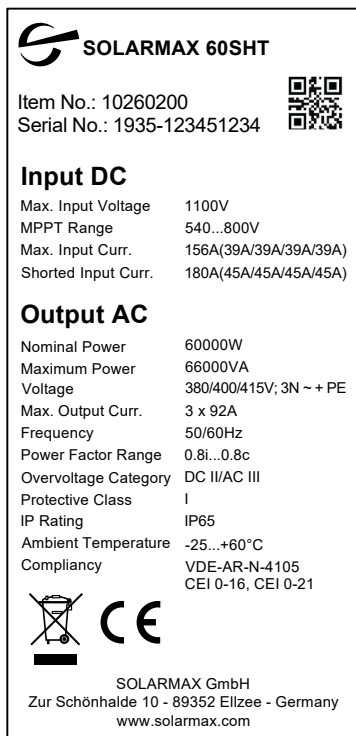 SOLARMAX 60SHT
Item No.: 10260200
Serial No.: 1935-123451234
Input DC
Max. Input Voltage 1100V
MPPT Range 540...800V
Max. Input Curr. 156A(39A/39A/39A/39A)
Shorted Input Curr. 180A(45A/45A/45A/45A)
Output AC
Nominal Power 60000W
Maximum Power 66000VA
Voltage 380/400/415V; 3N ~ + PE
Max. Output Curr. 3 x 92A
Frequency 50/60Hz
Power Factor Range 0.8i...0.8c
Overvoltage Category DC II/AC III
Protective Class I
IP Rating IP65
Ambient Temperature -25...+60°C
Compliancy VDE-AR-N-4105
CEI 0-16, CEI 0-21
CE
SOLARMAX GmbH
Zur Schönhalde 10 - 89352 Ellzee - Germany
www.solarmax.com